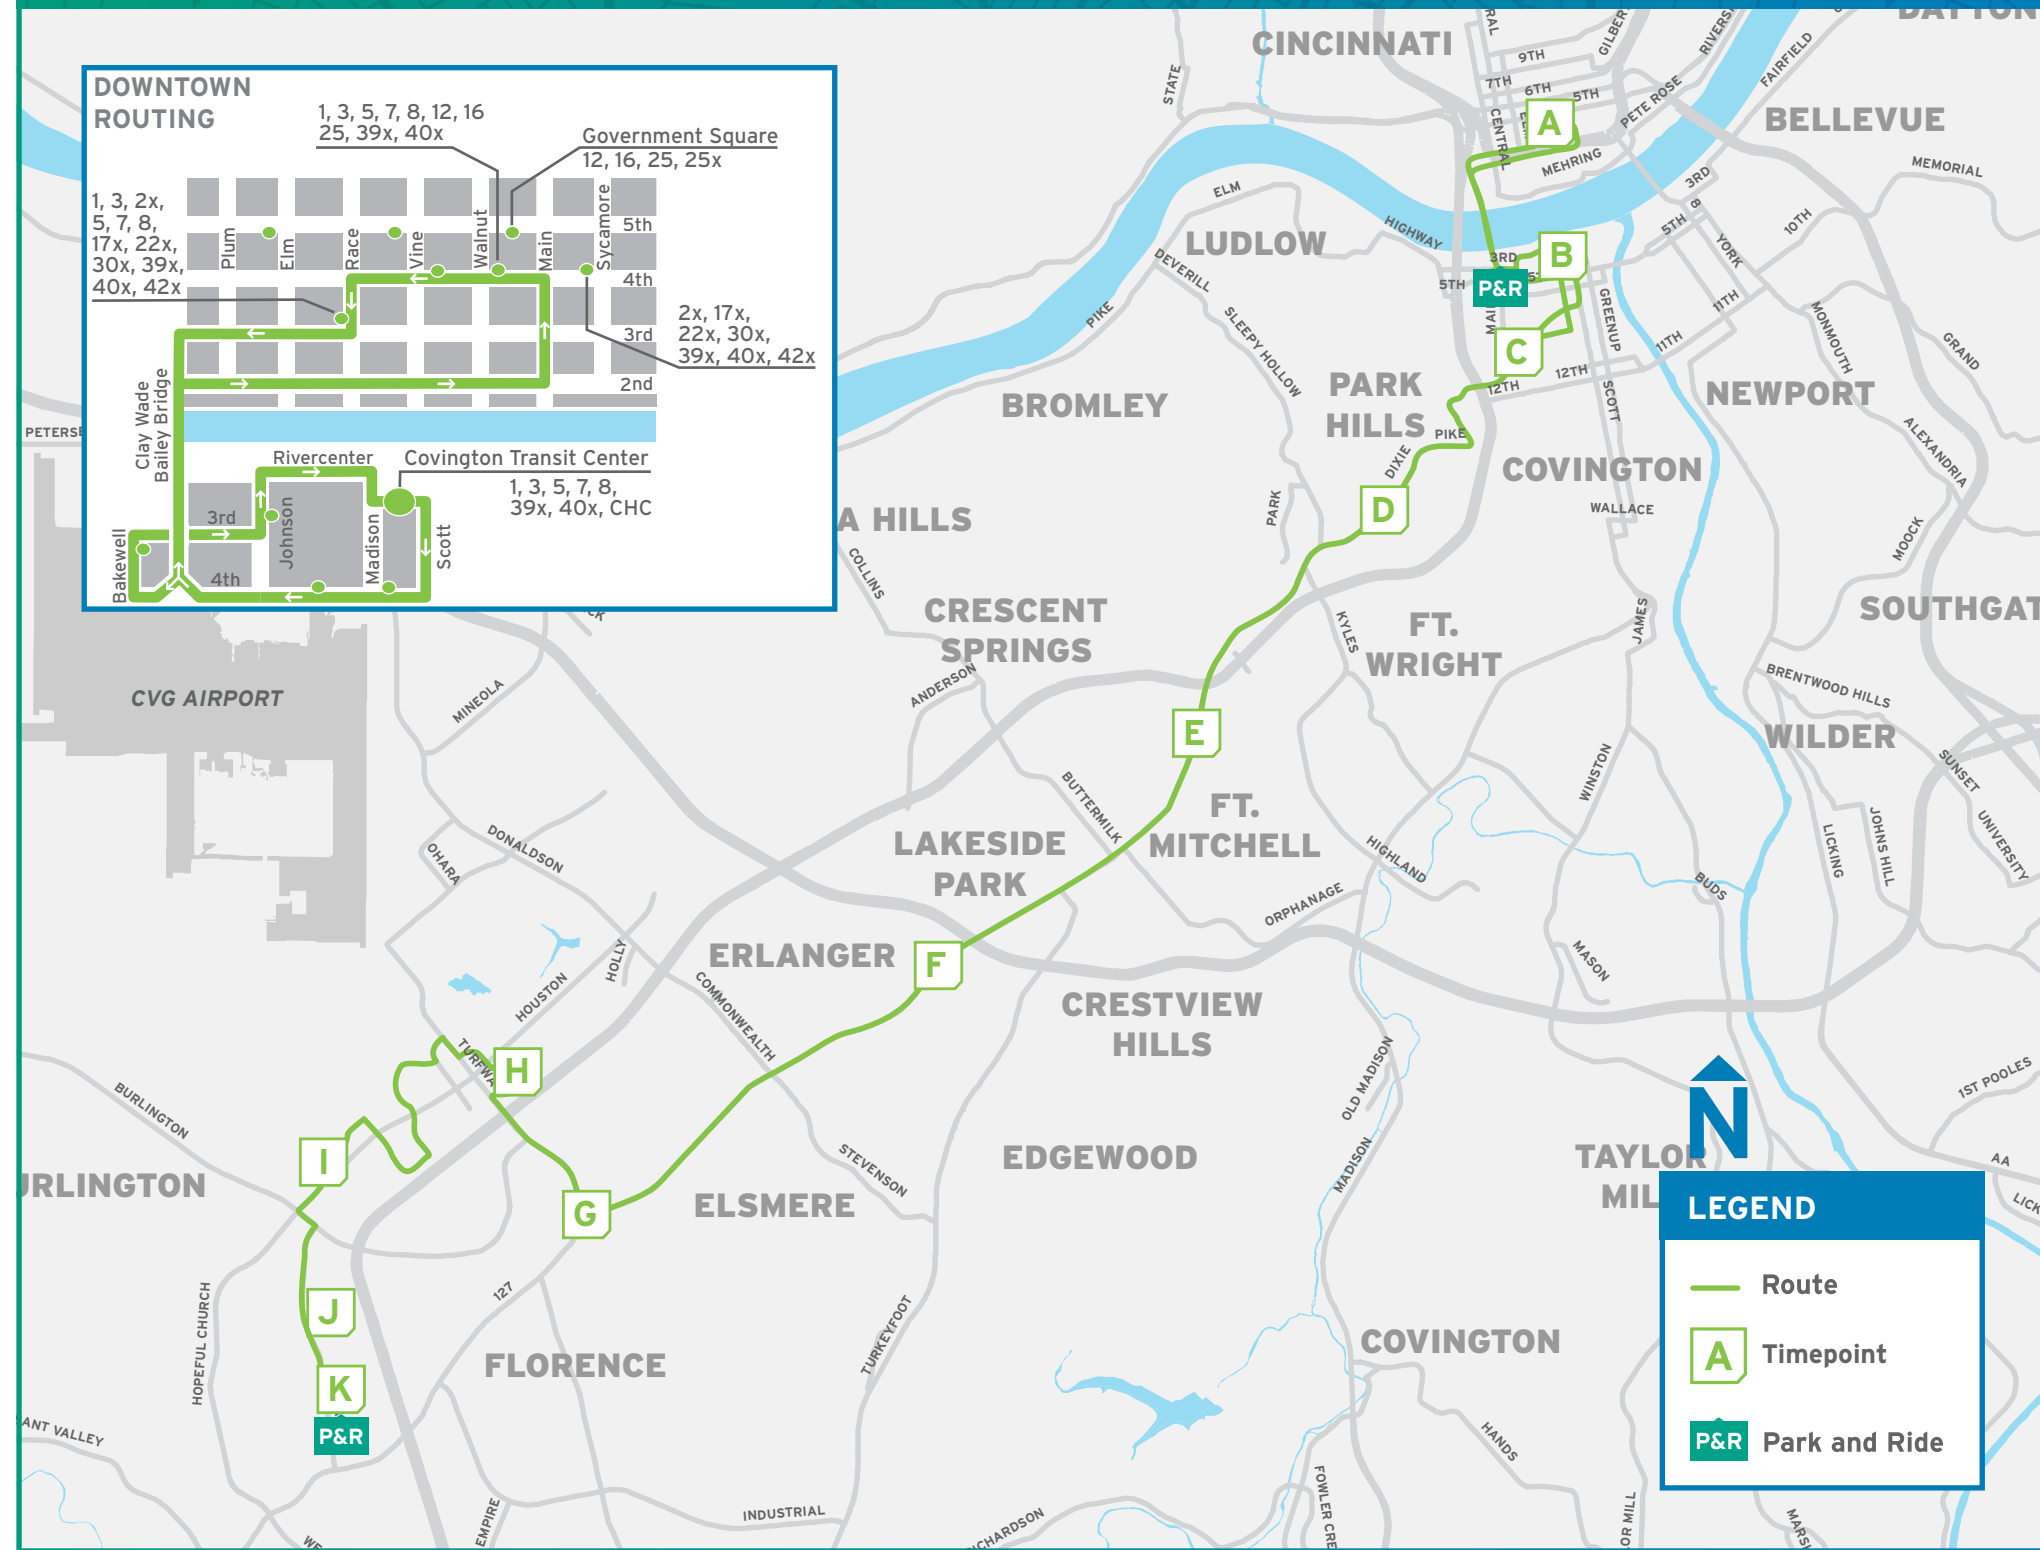 DOWNTOWN
ROUTING
1, 3, 5, 7, 8, 12, 16
25, 39x, 40x
Government Square
12, 16, 25, 25x
1, 3, 2x,
5, 7, 8,
17x, 22x,
30x, 39x,
40x, 42x
Plum
Elm
Race
Vine
Walnut
Main
Sycamore
5th
4th
3rd
2nd
2x, 17x,
22x, 30x,
39x, 40x, 42x
Clay Wade
Bailey Bridge
Rivercenter
Covington Transit Center
1, 3, 5, 7, 8,
39x, 40x, CHC
Bakewell
3rd
4th
Johnson
Madison
Scott
CINCINNATI
STATE
9TH
7TH
6TH
5TH
CENTRAL
PETE ROSE
MEHRING
FAIRFIELD
BELLEVUE
MEMORIAL
A
ELM
HIGHWAY
LUDLOW
DEVERILL
PIKE
SLEEPY HOLLOW
3RD
B
P&R
5TH
C
GREENUP
3RD
8
5TH
YORK
10TH
11TH
11TH
12TH
12TH
SCOTT
MONMOUTH
GRAND
NEWPORT
ALEXANDRIA
BROMLEY
PARK
HILLS
PIKE
DIXIE
COVINGTON
WALLACE
D
PARK
A HILLS
COLLINS
CRESCENT
SPRINGS
ANDERSON
KYLES
FT.
WRIGHT
JAMES
MOOCK
SOUTHGAT
BRENTWOOD HILLS
WILDER
SUNSET
UNIVERSITY
CVG AIRPORT
MINEOLA
E
BUTTERMILK
FT.
MITCHELL
WINSTON
LAKESIDE
PARK
HIGHLAND
ORPHANAGE
BUDS
LICKING
JOHNS HILL
DONALDSON
OHARA
ERLANGER
F
HOLLY
HOUSTON
COMMONWEALTH
CRESTVIEW
HILLS
MASON
OLD MADISON
MADISON
1ST POOLES
AA
N
H
BURLINGTON
I
URLINGTON
G
ELSMERE
STEVENSON
EDGEWOOD
TAYLOR
MIL
HOPEFUL CHURCH
127
J
K
P&R
FLORENCE
TURKEYFOOT
COVINGTON
HANDS
ANT VALLEY
EMPIRE
INDUSTRIAL
FOWLER CRE
OR MILL
LEGEND
Route
A Timepoint
P&R Park and Ride